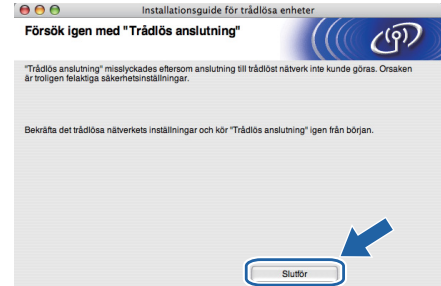 Installationsguide för trådlösa enheter
Försök igen med "Trådlös anslutning"
"Trådlös anslutning" misslyckades eftersom anslutning till trådlöst nätverk inte kunde göras. Orsaken
är troligen felaktiga säkerhetsinställningar.
Bekräfta det trådlösa nätverkets inställningar och kör "Trådlös anslutning" igen från början.
Slutför